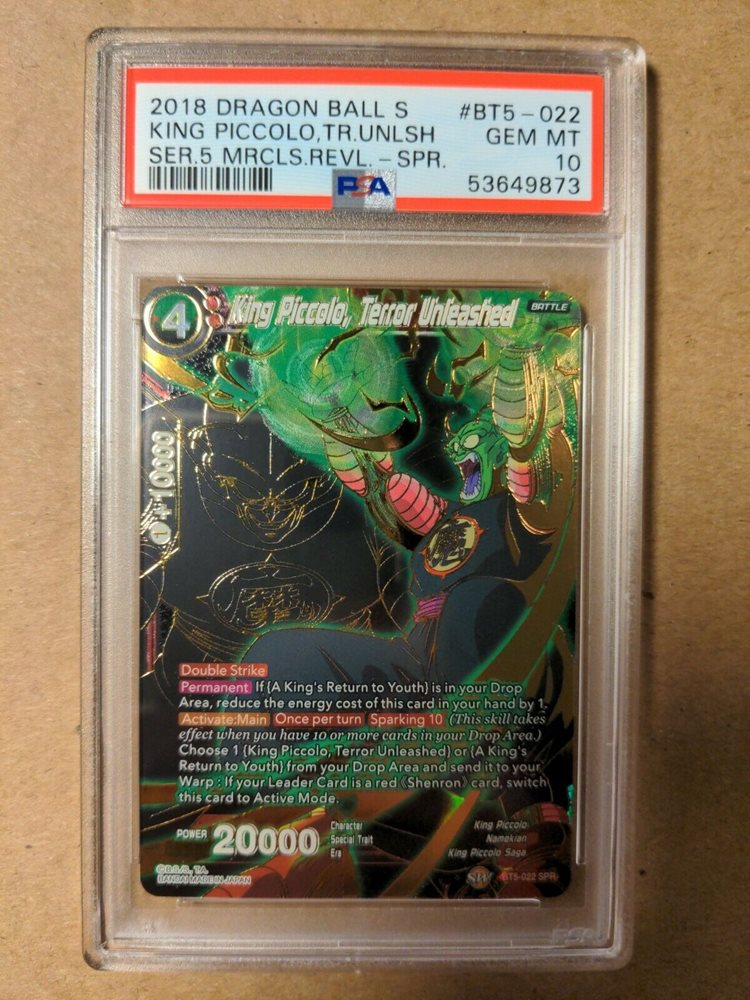 2018 DRAGON BALL S #BT5-022
KING PICCOLO,TR.UNLSH GEM MT
SER.5 MRCLS.REVL.-SPR. 10
PSA 53649873
4 King Piccolo, Terror Unleashed BATTLE
1 +10000
魔
Double Strike
Permanent If {A King's Return to Youth} is in your Drop
Area, reduce the energy cost of this card in your hand by 1.
Activate:Main Once per turn Sparking 10 (This skill takes
effect when you have 10 or more cards in your Drop Area.)
Choose 1 {King Piccolo, Terror Unleashed} or {A King's
Return to Youth} from your Drop Area and send it to your
Warp : If your Leader Card is a red 《Shenron》 card, switch
this card to Active Mode.
POWER 20000
Character King Piccolo
Special Trait Namekian
Era King Piccolo Saga
©B.S./S., T.A.
BANDAI MADE IN JAPAN
BT5-022 SPR